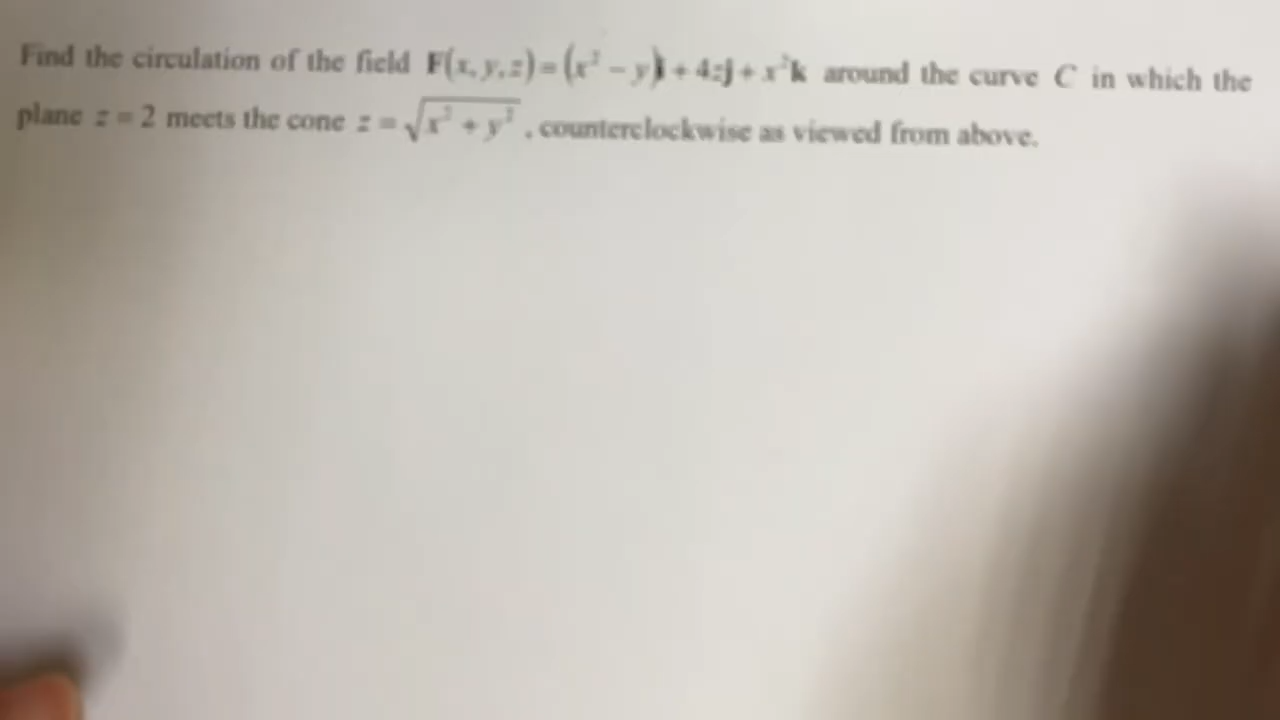 Find the circulation of the field F(x, y, z) = (x² − y)i + 4zj + x²k around the curve C in which the
plane z = 2 meets the cone z = √(x² + y²) , counterclockwise as viewed from above.